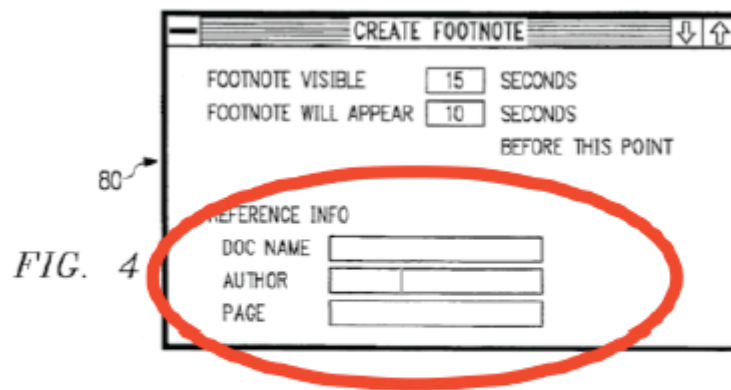 CREATE FOOTNOTE
FOOTNOTE VISIBLE 15 SECONDS
FOOTNOTE WILL APPEAR 10 SECONDS
BEFORE THIS POINT
80
REFERENCE INFO
DOC NAME
FIG. 4
AUTHOR
PAGE